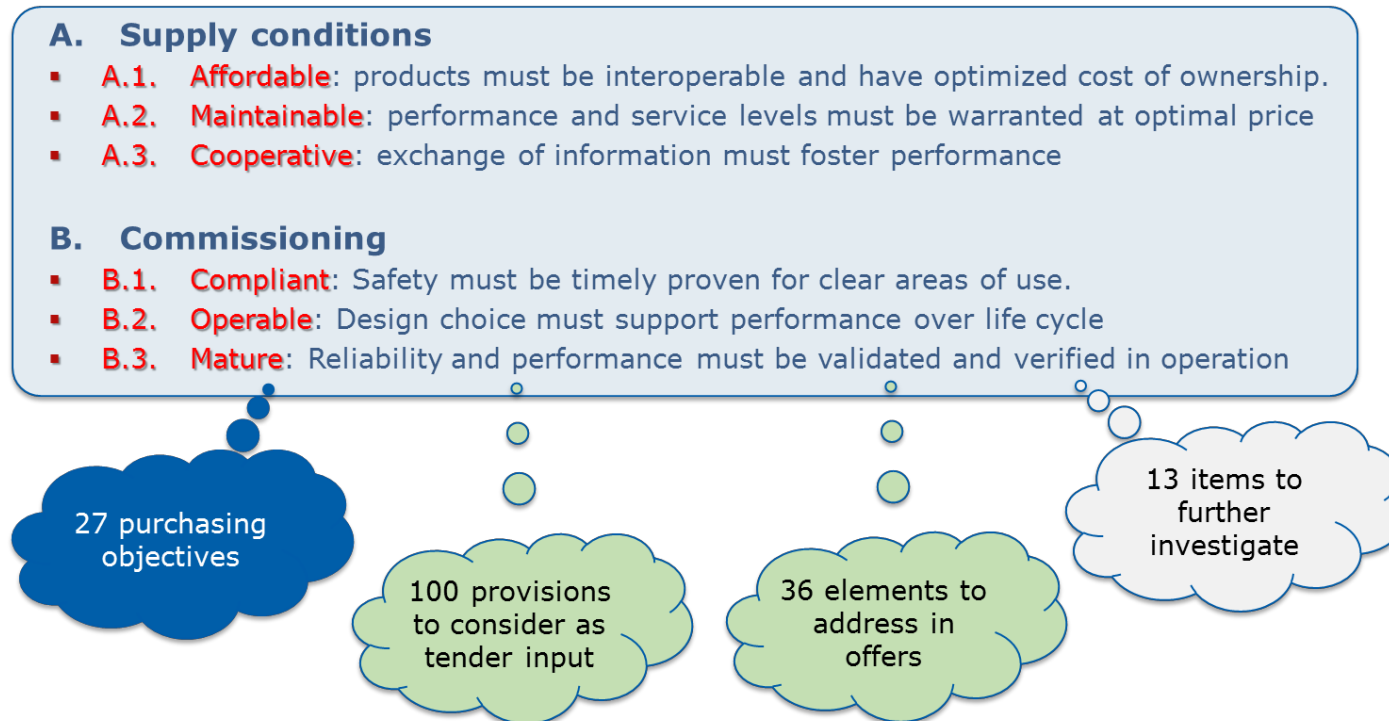 A. Supply conditions
▪ A.1. Affordable: products must be interoperable and have optimized cost of ownership.
▪ A.2. Maintainable: performance and service levels must be warranted at optimal price
▪ A.3. Cooperative: exchange of information must foster performance
B. Commissioning
▪ B.1. Compliant: Safety must be timely proven for clear areas of use.
▪ B.2. Operable: Design choice must support performance over life cycle
▪ B.3. Mature: Reliability and performance must be validated and verified in operation
27 purchasing
objectives
100 provisions
to consider as
tender input
36 elements to
address in
offers
13 items to
further
investigate